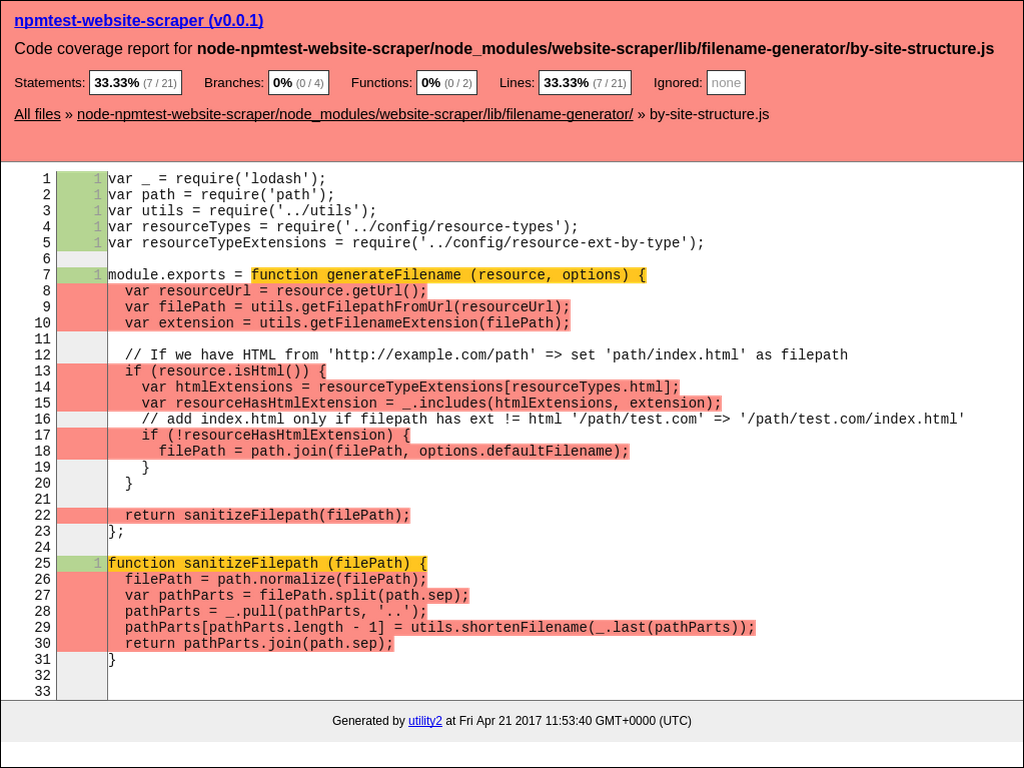 npmtest-website-scraper (v0.0.1)
Code coverage report for node-npmtest-website-scraper/node_modules/website-scraper/lib/filename-generator/by-site-structure.js
Statements: 33.33% (7 / 21) Branches: 0% (0 / 4) Functions: 0% (0 / 2) Lines: 33.33% (7 / 21) Ignored: none
All files » node-npmtest-website-scraper/node_modules/website-scraper/lib/filename-generator/ » by-site-structure.js
1 1 var _ = require('lodash');
2 1 var path = require('path');
3 1 var utils = require('../utils');
4 1 var resourceTypes = require('../config/resource-types');
5 1 var resourceTypeExtensions = require('../config/resource-ext-by-type');
6
7 1 module.exports = function generateFilename (resource, options) {
8 var resourceUrl = resource.getUrl();
9 var filePath = utils.getFilepathFromUrl(resourceUrl);
10 var extension = utils.getFilenameExtension(filePath);
11
12 // If we have HTML from 'http://example.com/path' => set 'path/index.html' as filepath
13 if (resource.isHtml()) {
14 var htmlExtensions = resourceTypeExtensions[resourceTypes.html];
15 var resourceHasHtmlExtension = _.includes(htmlExtensions, extension);
16 // add index.html only if filepath has ext != html '/path/test.com' => '/path/test.com/index.html'
17 if (!resourceHasHtmlExtension) {
18 filePath = path.join(filePath, options.defaultFilename);
19 }
20 }
21
22 return sanitizeFilepath(filePath);
23 };
24
25 1 function sanitizeFilepath (filePath) {
26 filePath = path.normalize(filePath);
27 var pathParts = filePath.split(path.sep);
28 pathParts = _.pull(pathParts, '..');
29 pathParts[pathParts.length - 1] = utils.shortenFilename(_.last(pathParts));
30 return pathParts.join(path.sep);
31 }
32
33
Generated by utility2 at Fri Apr 21 2017 11:53:40 GMT+0000 (UTC)